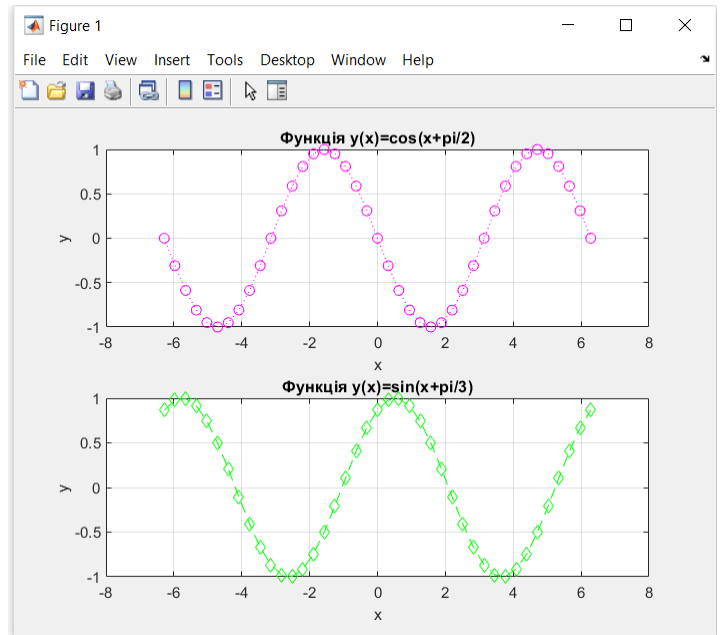 Figure 1
File Edit View Insert Tools Desktop Window Help
Функція y(x)=cos(x+pi/2)
1
0.5
0
-0.5
-1
y
-8 -6 -4 -2 0 2 4 6 8
x
Функція y(x)=sin(x+pi/3)
1
0.5
0
-0.5
-1
y
-8 -6 -4 -2 0 2 4 6 8
x